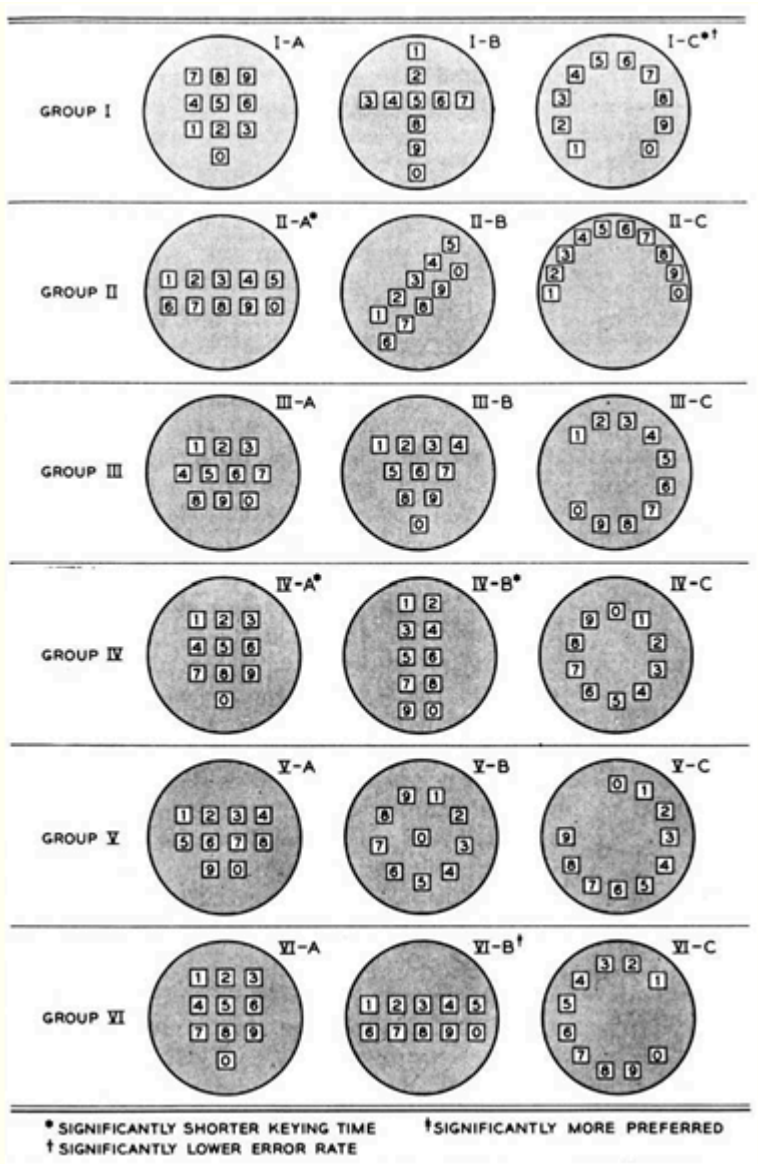 GROUP I
I-A
7 8 9
4 5 6
1 2 3
0
I-B
1
2
3 4 5 6 7
8
9
0
I-C*†
5 6
4 7
3 8
2 9
1 0
GROUP II
II-A*
1 2 3 4 5
6 7 8 9 0
II-B
1 2 3 4 5
6 7 8 9 0
II-C
1 2 3 4 5 6 7 8 9 0
GROUP III
III-A
1 2 3
4 5 6 7
8 9 0
III-B
1 2 3 4
5 6 7
8 9
0
III-C
1 2 3 4 5 6 7 8 9 0
GROUP IV
IV-A*
1 2 3
4 5 6
7 8 9
0
IV-B*
1 2
3 4
5 6
7 8
9 0
IV-C
0 1 2 3 4 5 6 7 8 9
GROUP V
V-A
1 2 3 4
5 6 7 8
9 0
V-B
9 1
8 2
0
7 3
6 4
5
V-C
0 1 2 3 4 5 6 7 8 9
GROUP VI
VI-A
1 2 3
4 5 6
7 8 9
0
VI-B†
1 2 3 4 5
6 7 8 9 0
VI-C
1 2 3 4 5 6 7 8 9 0
* SIGNIFICANTLY SHORTER KEYING TIME †SIGNIFICANTLY MORE PREFERRED
† SIGNIFICANTLY LOWER ERROR RATE